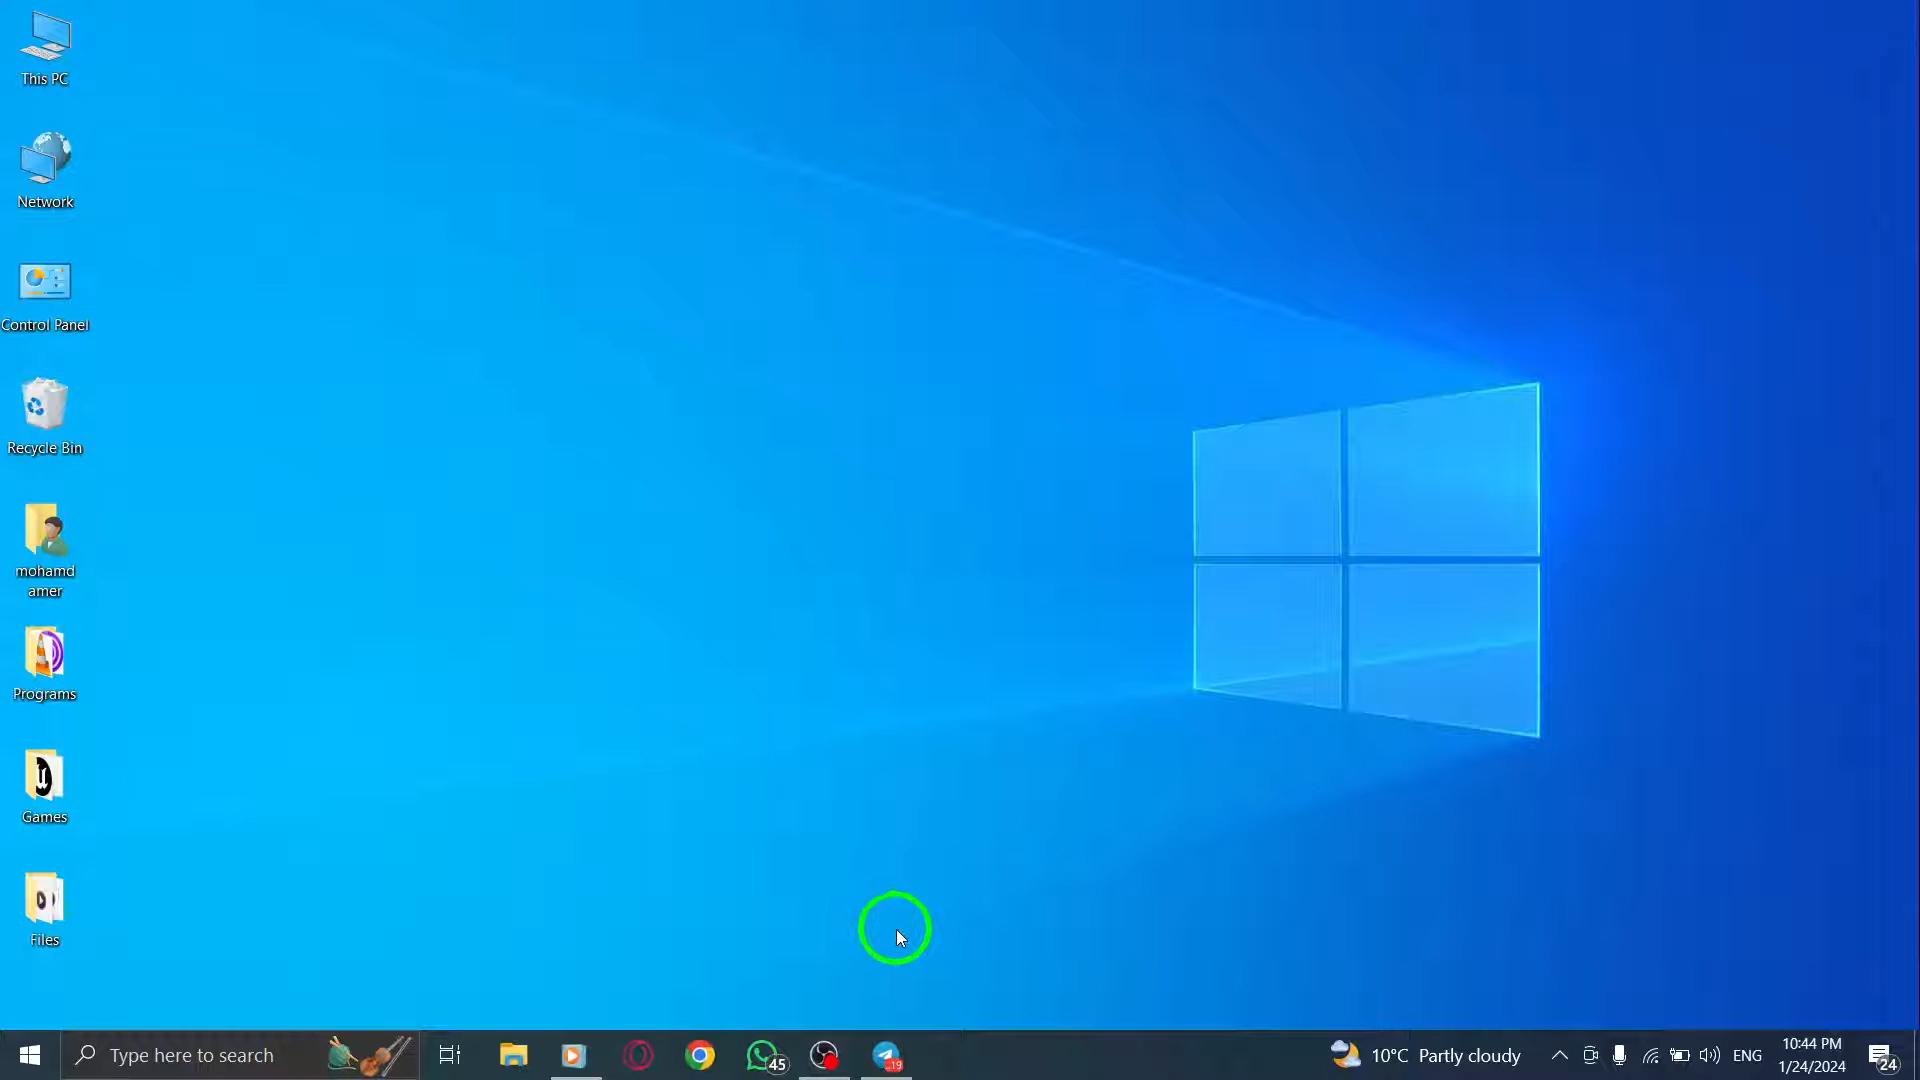 This PC
Network
Control Panel
Recycle Bin
mohamd
amer
Programs
Games
Files
Type here to search
45
19
10°C Partly cloudy
ENG
10:44 PM
1/24/2024
24